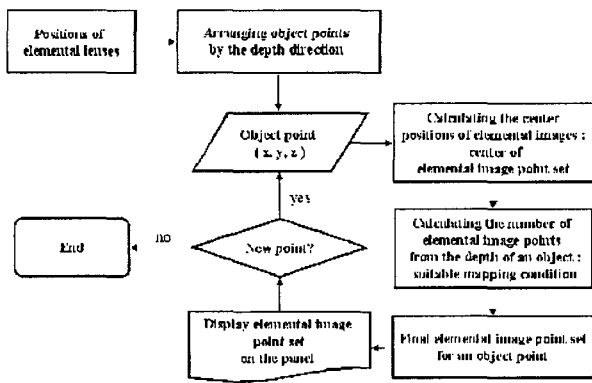 Positions of
elemental lenses
Arranging object points
by the depth direction
Object point
( x, y, z )
Calculating the center
positions of elemental images :
center of
elemental image point set
yes
Calculating the number of
elemental image points
from the depth of an object :
suitable mapping condition
End
no
New point?
Display elemental image
point set
on the panel
Final elemental image point set
for an object point